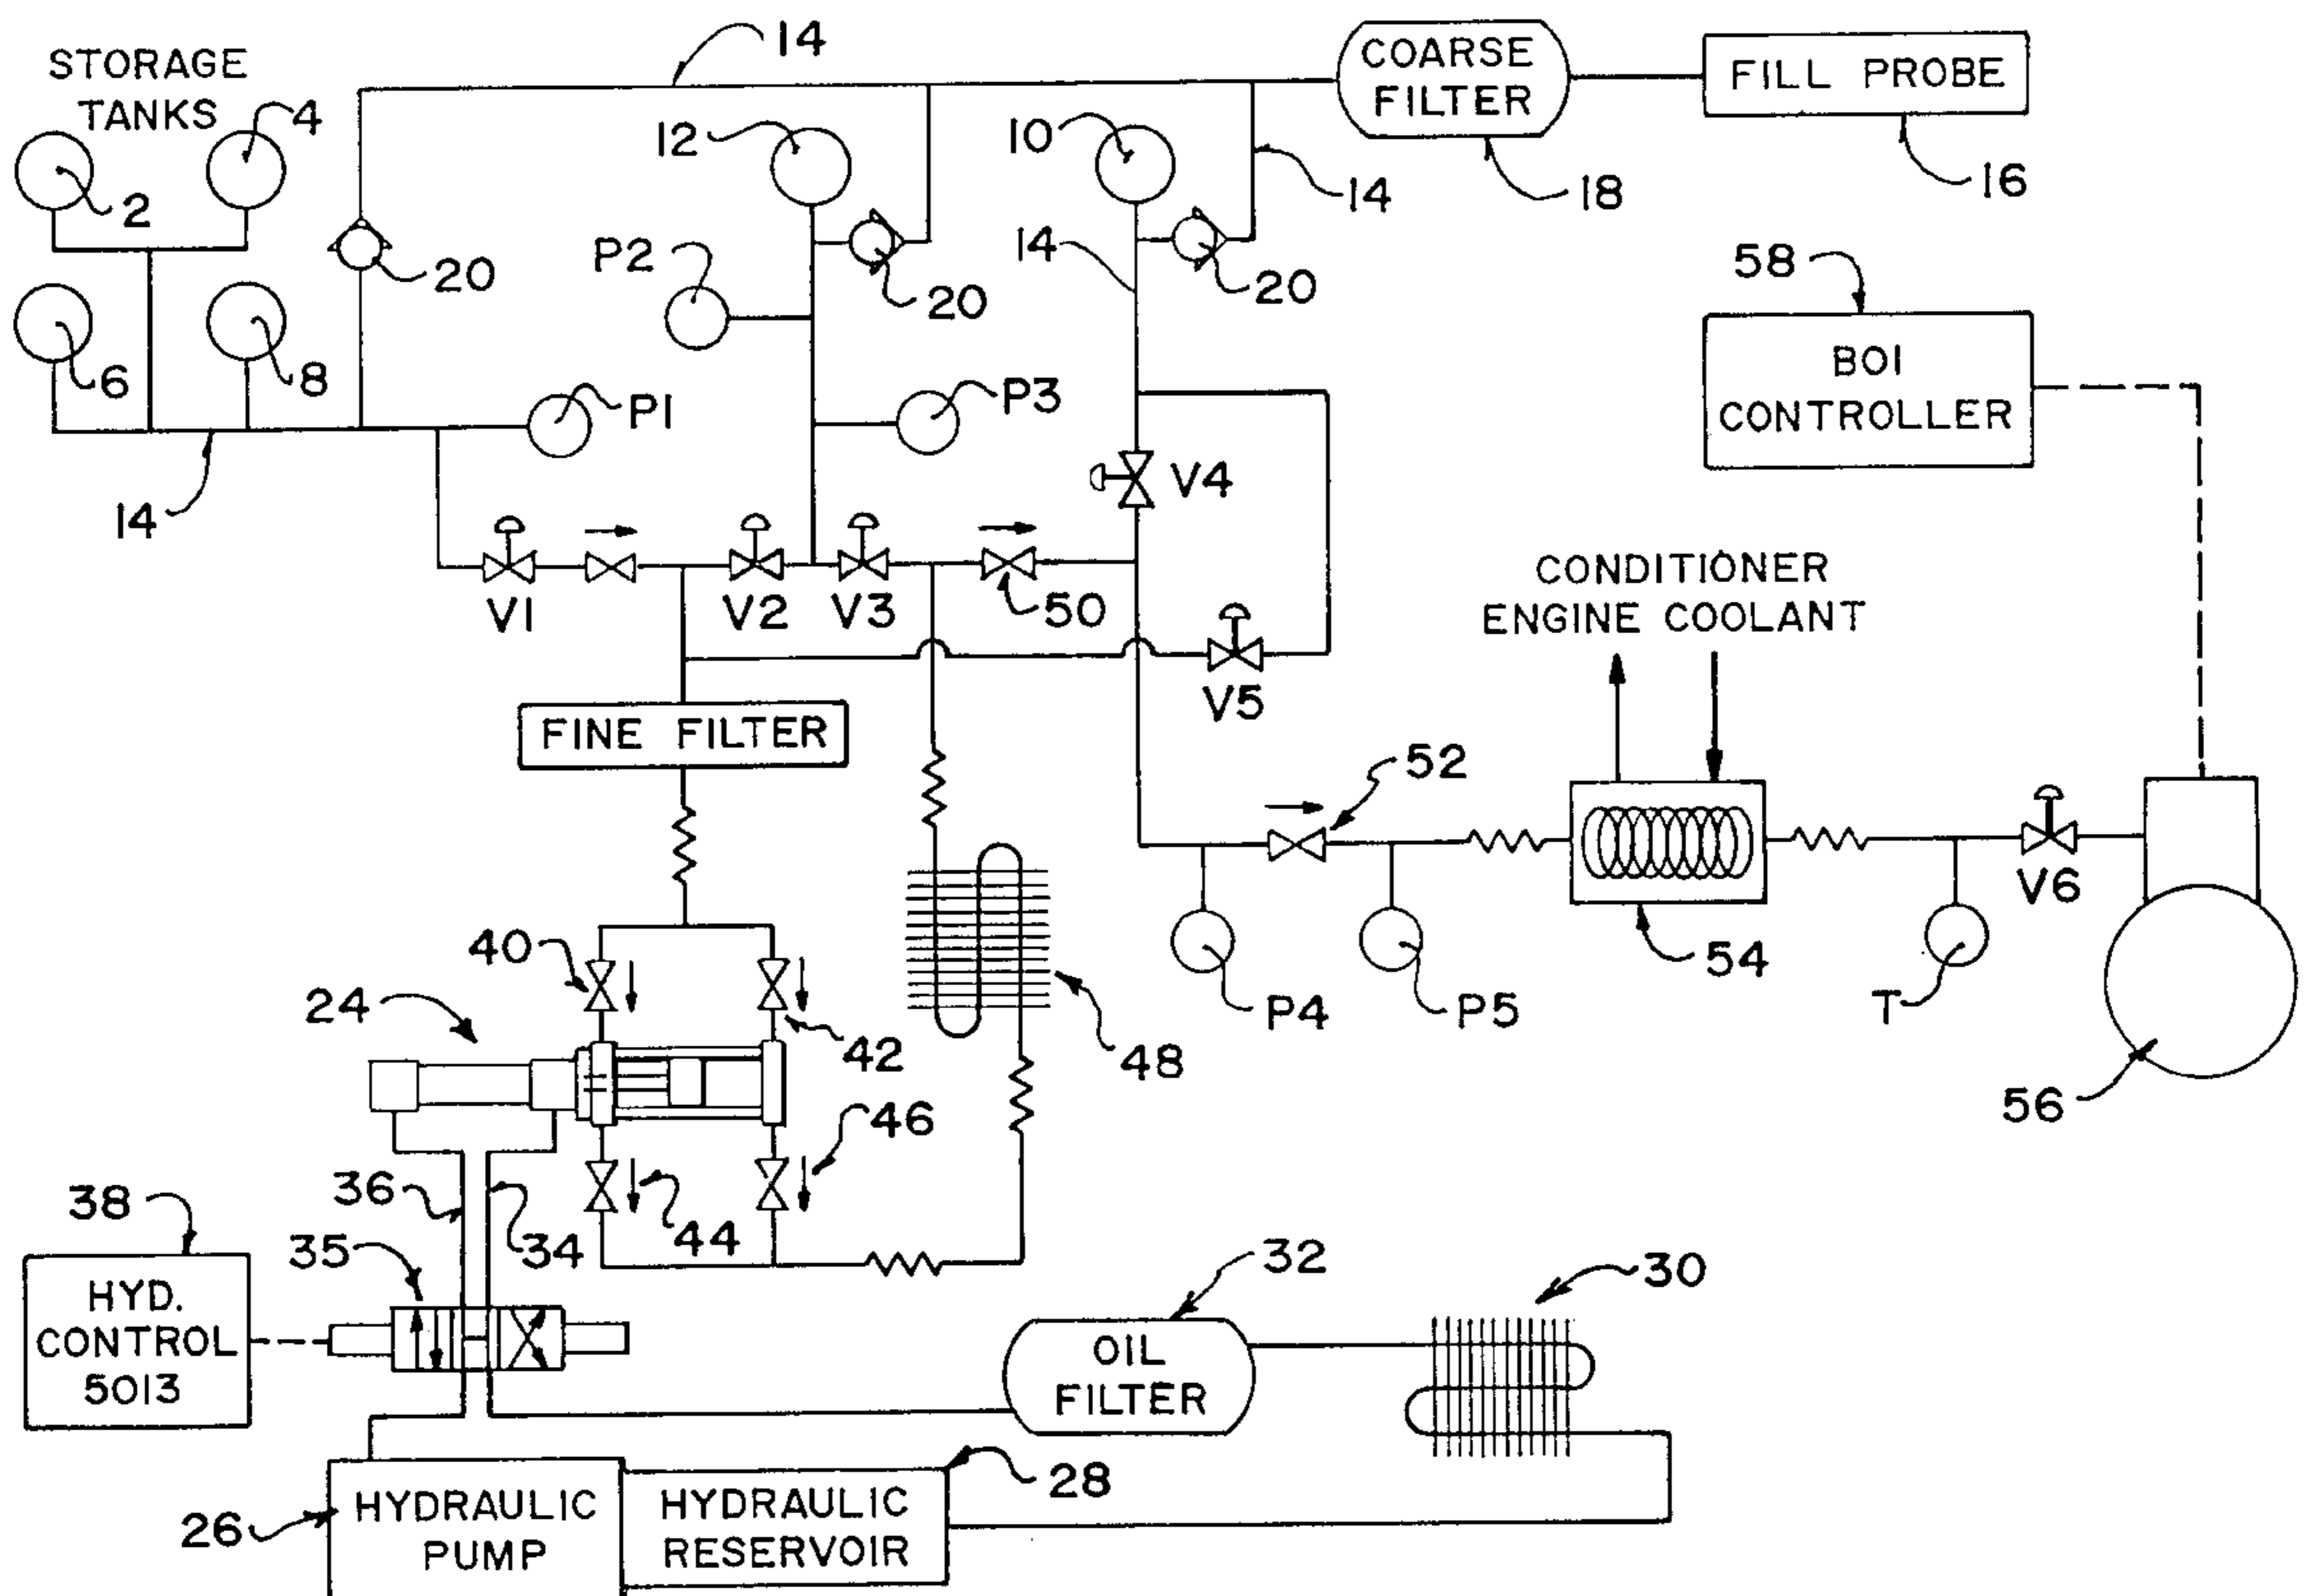 14
STORAGE
TANKS
4
2
6
8
12
10
COARSE
FILTER
18
FILL PROBE
16
14
14
20
20
20
P2
P1
P3
14
58
BOI
CONTROLLER
V4
V1
V2
V3
50
V5
CONDITIONER
ENGINE COOLANT
FINE FILTER
52
54
V6
P4
P5
T
56
40
24
42
48
46
44
36
34
38
35
HYD.
CONTROL
5013
32
OIL
FILTER
30
28
26
HYDRAULIC
PUMP
HYDRAULIC
RESERVOIR